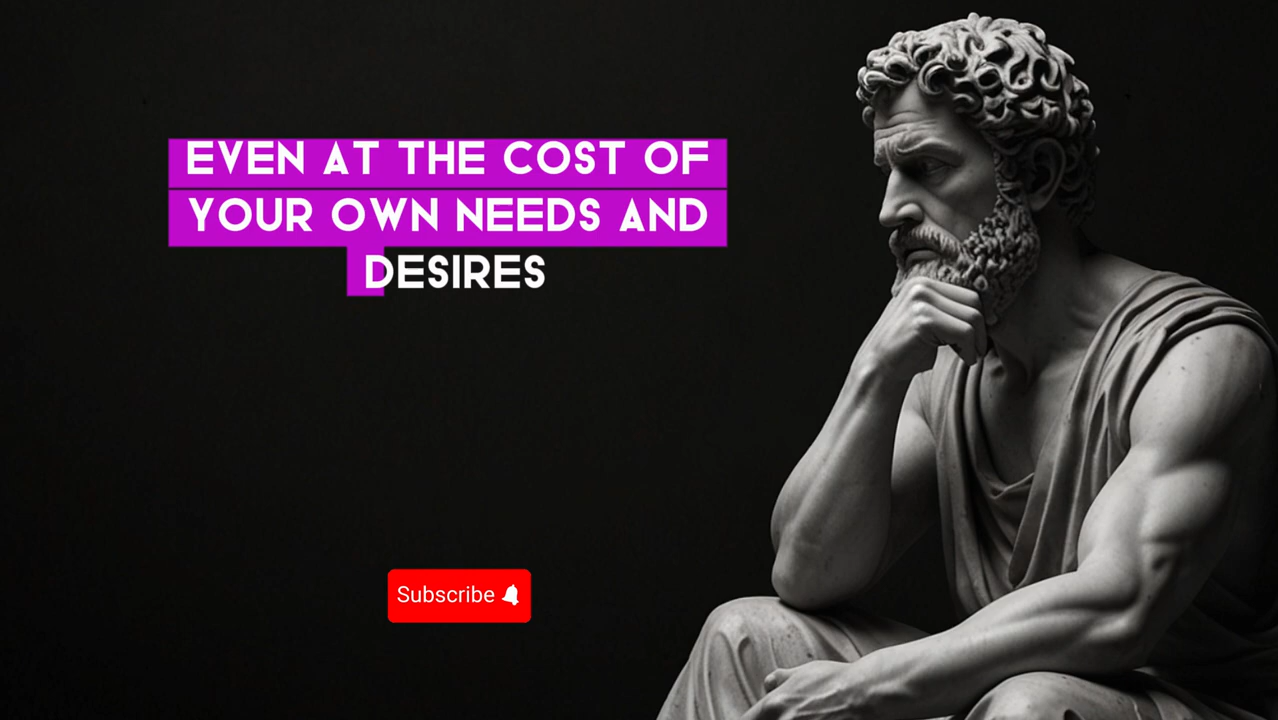 EVEN AT THE COST OF
YOUR OWN NEEDS AND
DESIRES
Subscribe